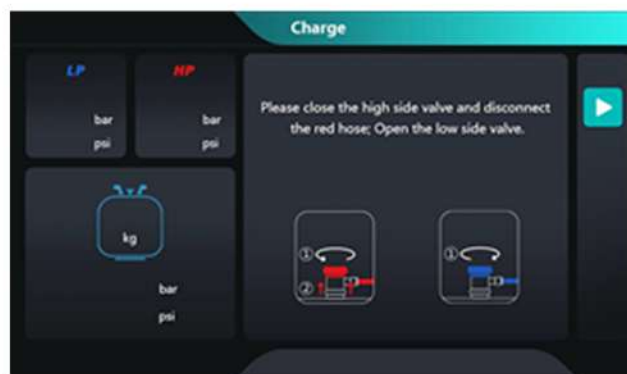 Charge
LP
HP
bar
bar
psi
psi
Please close the high side valve and disconnect
the red hose; Open the low side valve.
kg
bar
psi
①
②
①